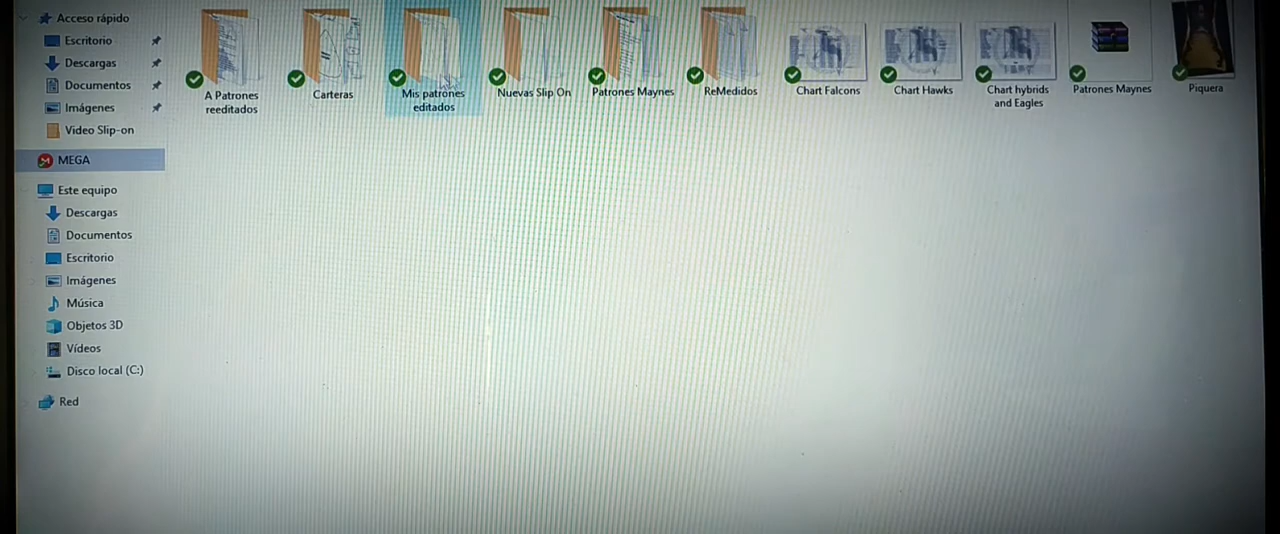 Acceso rápido
Escritorio
Descargas
Documentos
Imágenes
Video Slip-on
MEGA
Este equipo
Descargas
Documentos
Escritorio
Imágenes
Música
Objetos 3D
Vídeos
Disco local (C:)
Red
A Patrones
reeditados
Carteras
Mis patrones
editados
Nuevas Slip On
Patrones Maynes
ReMedidos
Chart Falcons
Chart Hawks
Chart hybrids
and Eagles
Patrones Maynes
Piquera